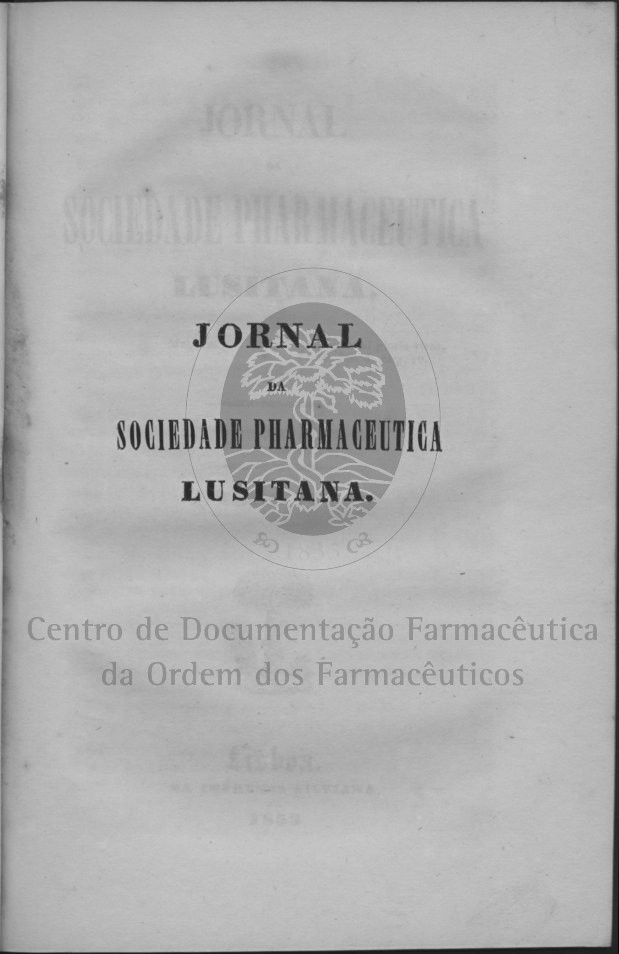 JORNAL
DA
SOCIEDADE PHARMACEUTICA
LUSITANA.
Centro de Documentação Farmacêutica
da Ordem dos Farmacêuticos